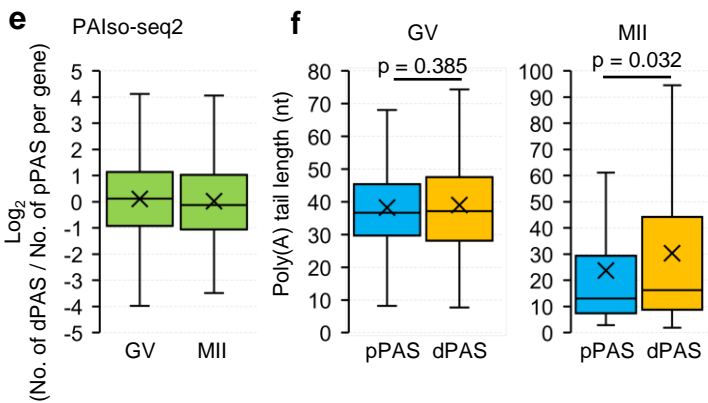 e
PAIso-seq2
Log2
(No. of dPAS / No. of pPAS per gene)
5
4
3
2
1
0
-1
-2
-3
-4
-5
GV
MII
f
GV
p = 0.385
Poly(A) tail length (nt)
80
70
60
50
40
30
20
10
0
pPAS
dPAS
MII
p = 0.032
100
90
80
70
60
50
40
30
20
10
0
pPAS
dPAS